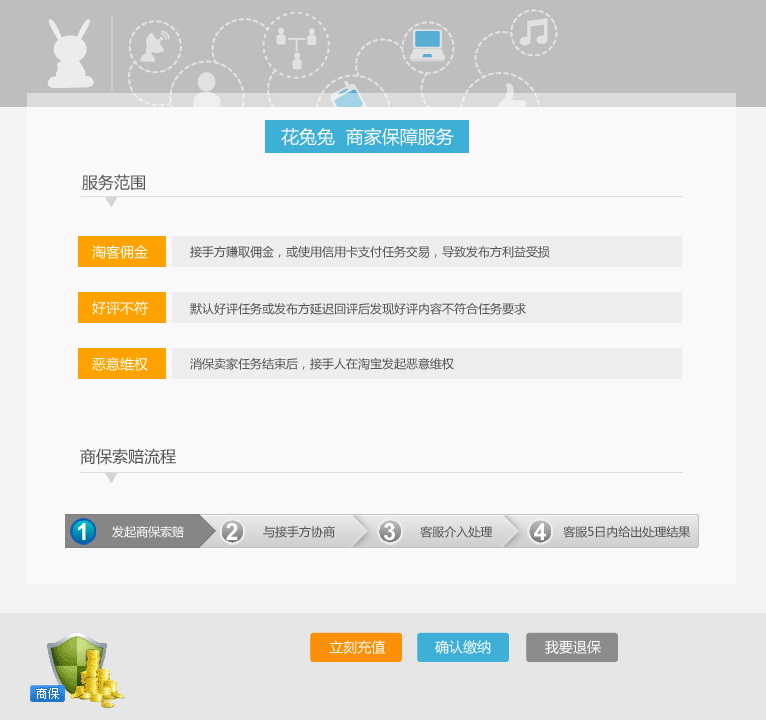 花兔兔 商家保障服务
服务范围
淘客佣金 接手方赚取佣金，或使用信用卡支付任务交易，导致发布方利益受损
好评不符 默认好评任务或发布方延迟回评后发现好评内容不符合任务要求
恶意维权 消保卖家任务结束后，接手人在淘宝发起恶意维权
商保索赔流程
1 发起商保索赔 2 与接手方协商 3 客服介入处理 4 客服5日内给出处理结果
立刻充值 确认缴纳 我要退保
商保